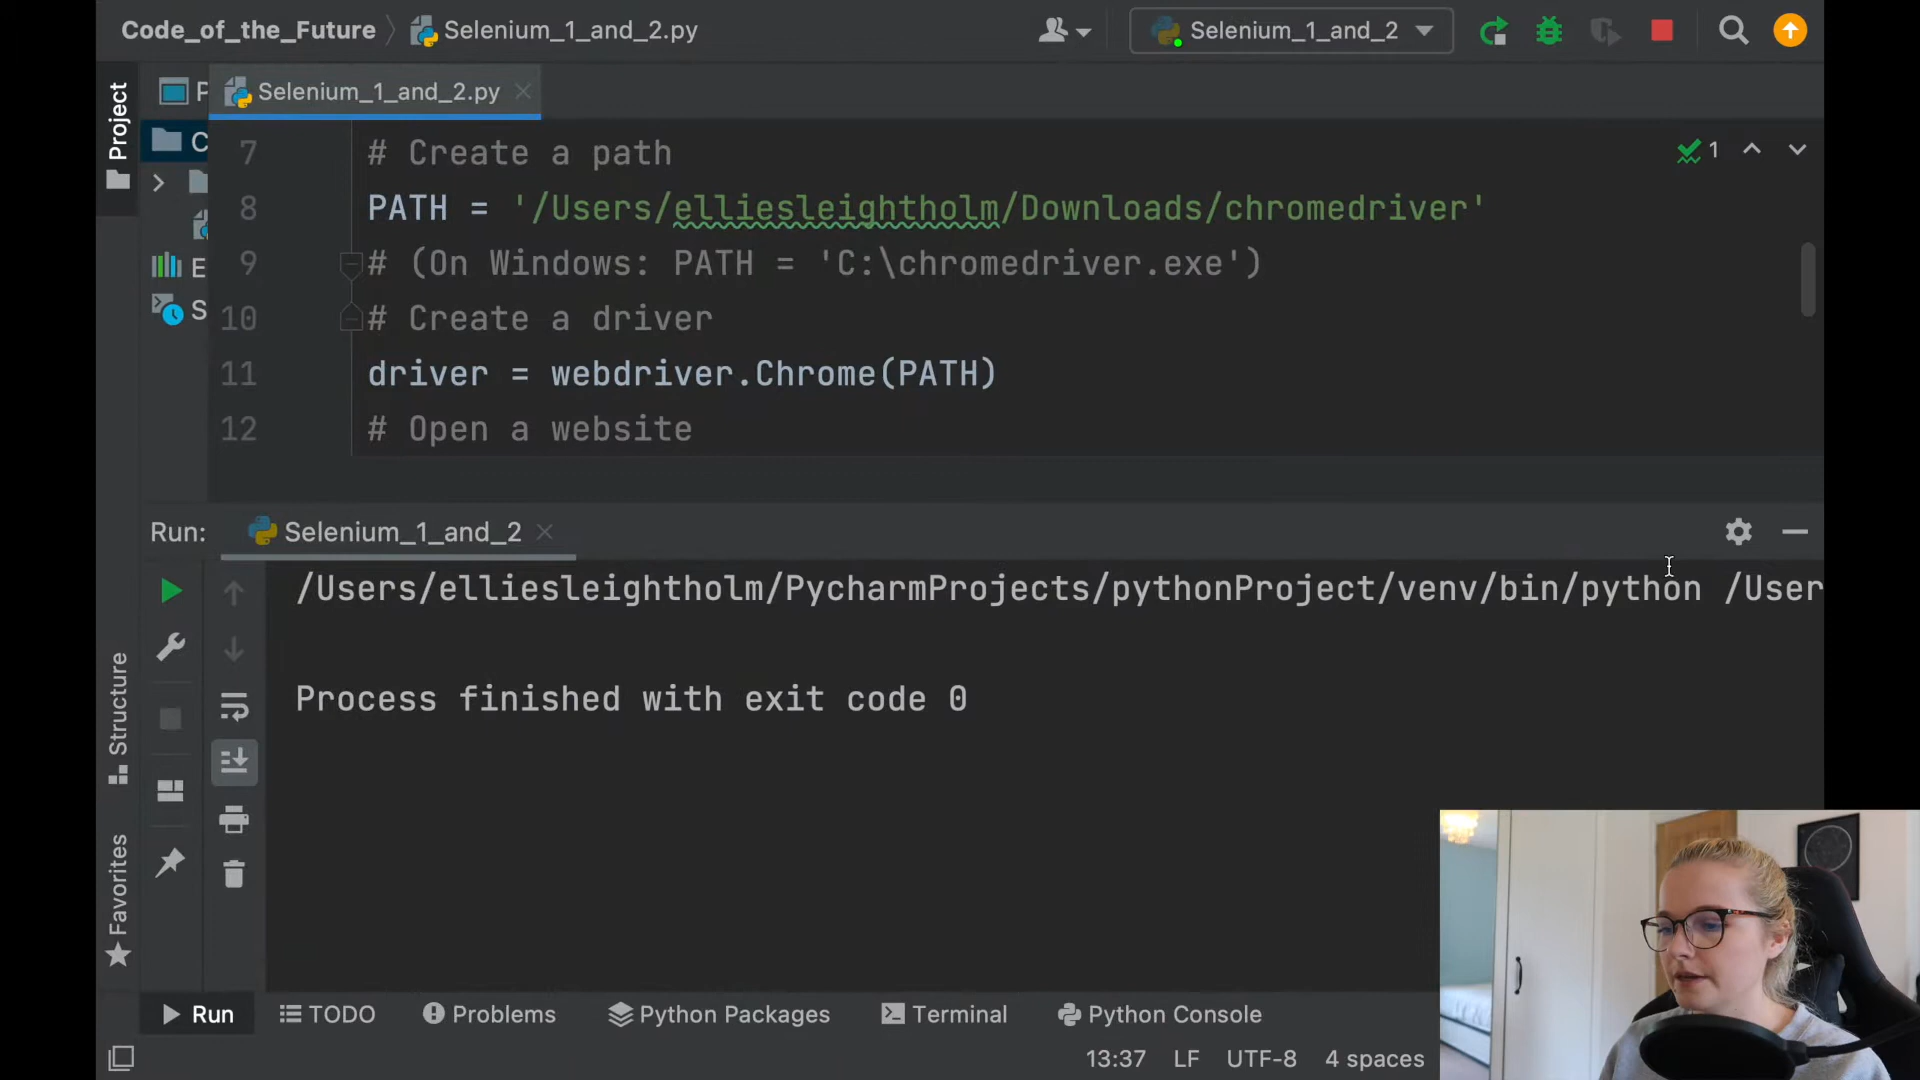 Code_of_the_Future
Selenium_1_and_2.py
Selenium_1_and_2
Project
P
Selenium_1_and_2.py
C
E
S
7 # Create a path
1
8 PATH = '/Users/elliesleightholm/Downloads/chromedriver'
9 # (On Windows: PATH = 'C:\chromedriver.exe')
10 # Create a driver
11 driver = webdriver.Chrome(PATH)
12 # Open a website
Run: Selenium_1_and_2
/Users/elliesleightholm/PycharmProjects/pythonProject/venv/bin/python /User
Process finished with exit code 0
Structure
Favorites
Run
TODO
Problems
Python Packages
Terminal
Python Console
13:37 LF UTF-8 4 spaces